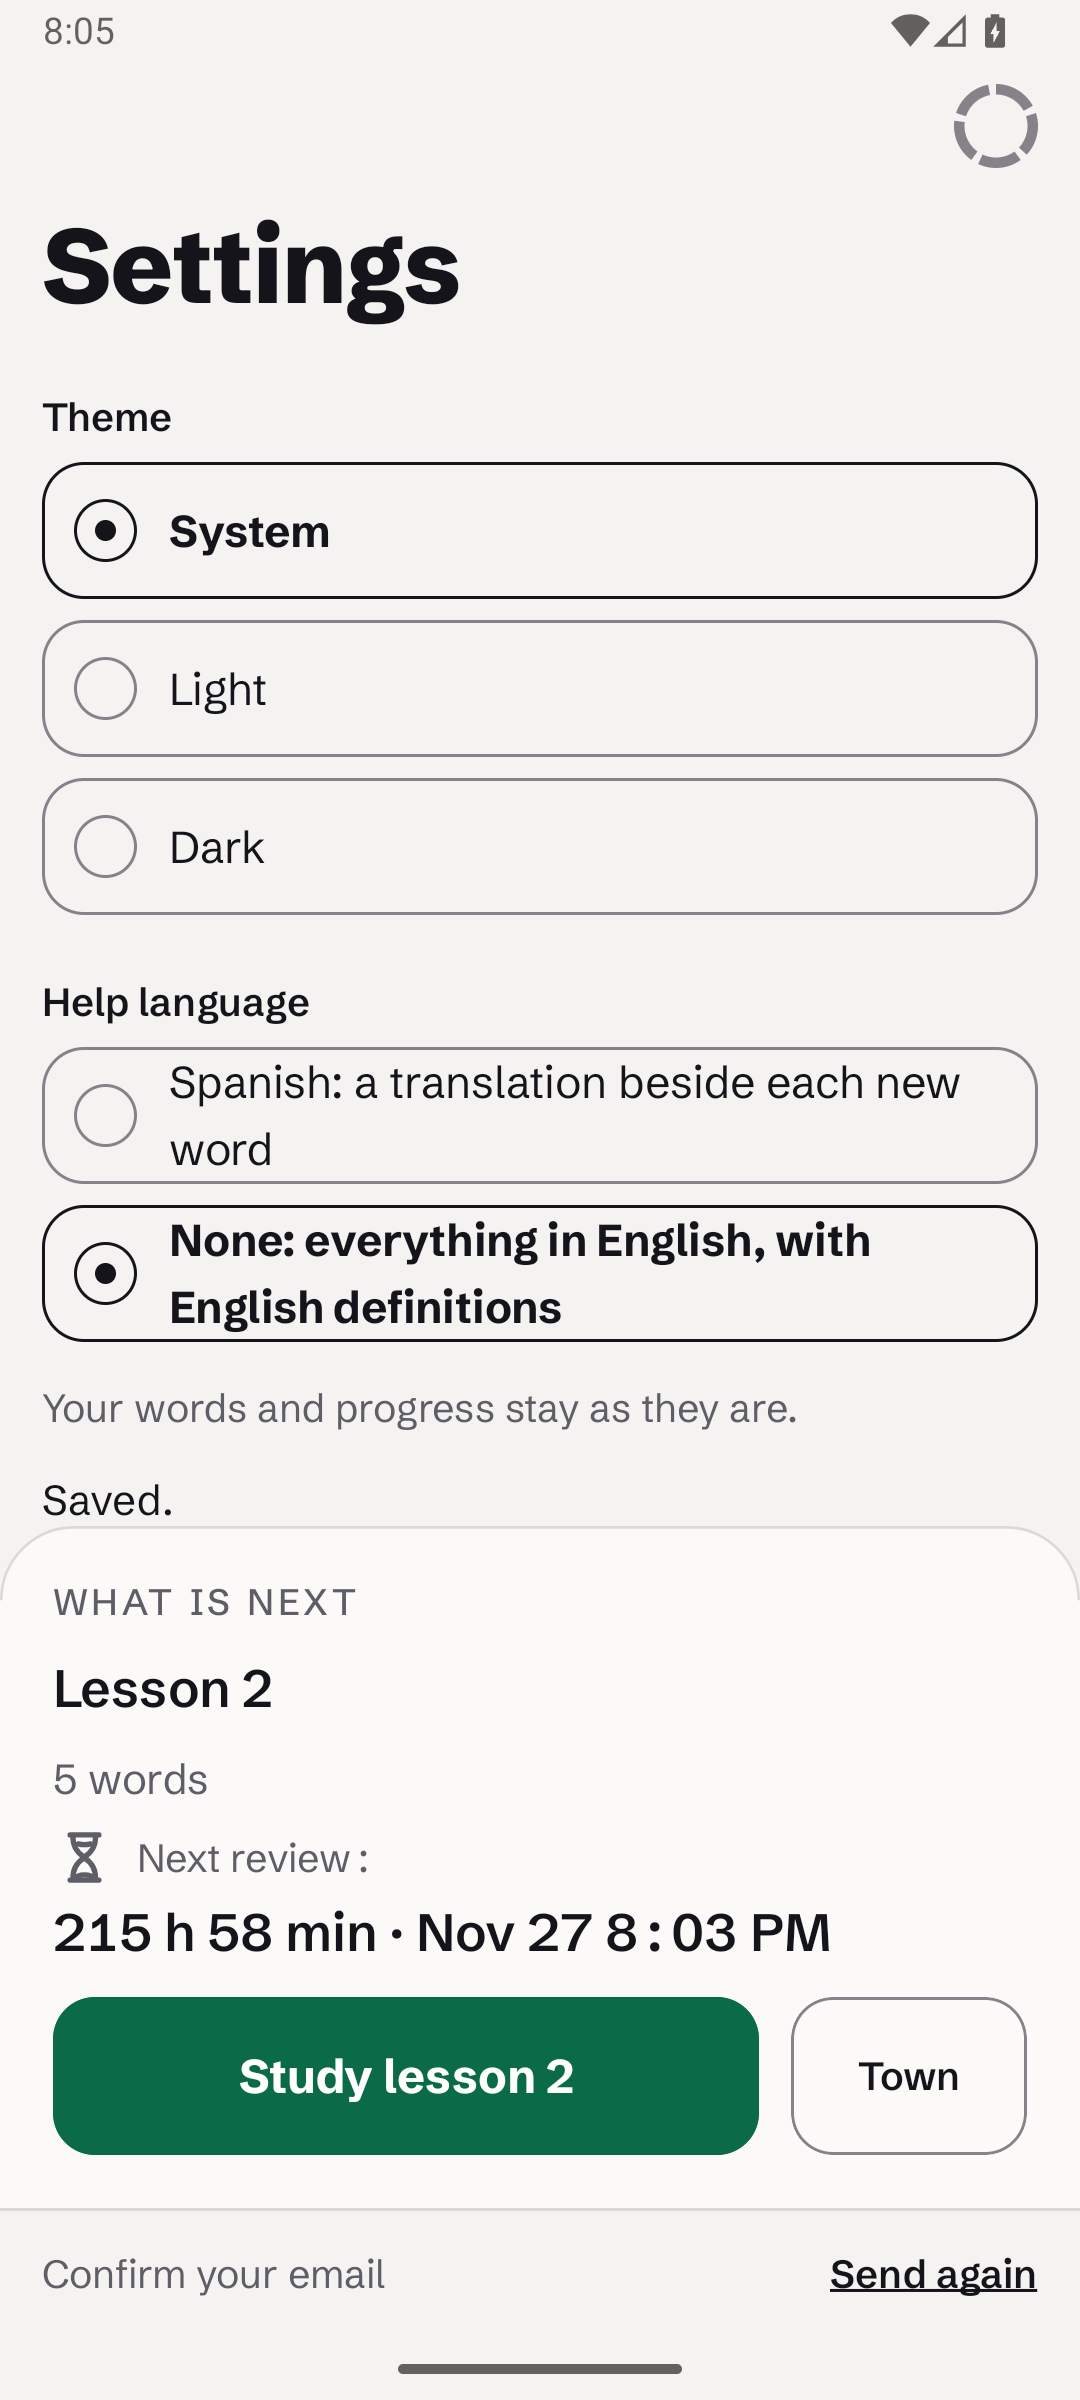 8:05
Settings
Theme
System
Light
Dark
Help language
Spanish: a translation beside each new
word
None: everything in English, with
English definitions
Your words and progress stay as they are.
Saved.
WHAT IS NEXT
Lesson 2
5 words
Next review:
215 h 58 min · Nov 27 8:03 PM
Study lesson 2
Town
Confirm your email
Send again